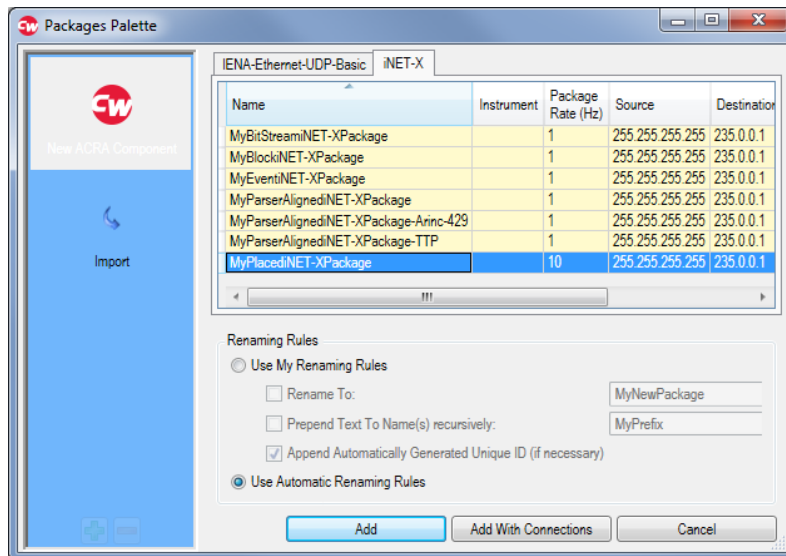 Packages Palette
CW
New ACRA Component
Import
IENA-Ethernet-UDP-Basic iNET-X
Name Instrument Package Rate (Hz) Source Destination
MyBitStreamiNET-XPackage 1 255.255.255.255 235.0.0.1
MyBlockiNET-XPackage 1 255.255.255.255 235.0.0.1
MyEventiNET-XPackage 1 255.255.255.255 235.0.0.1
MyParserAlignediNET-XPackage 1 255.255.255.255 235.0.0.1
MyParserAlignediNET-XPackage-Arinc-429 1 255.255.255.255 235.0.0.1
MyParserAlignediNET-XPackage-TTP 1 255.255.255.255 235.0.0.1
MyPlacediNET-XPackage 10 255.255.255.255 235.0.0.1
Renaming Rules
Use My Renaming Rules
Rename To: MyNewPackage
Prepend Text To Name(s) recursively: MyPrefix
Append Automatically Generated Unique ID (if necessary)
Use Automatic Renaming Rules
Add Add With Connections Cancel